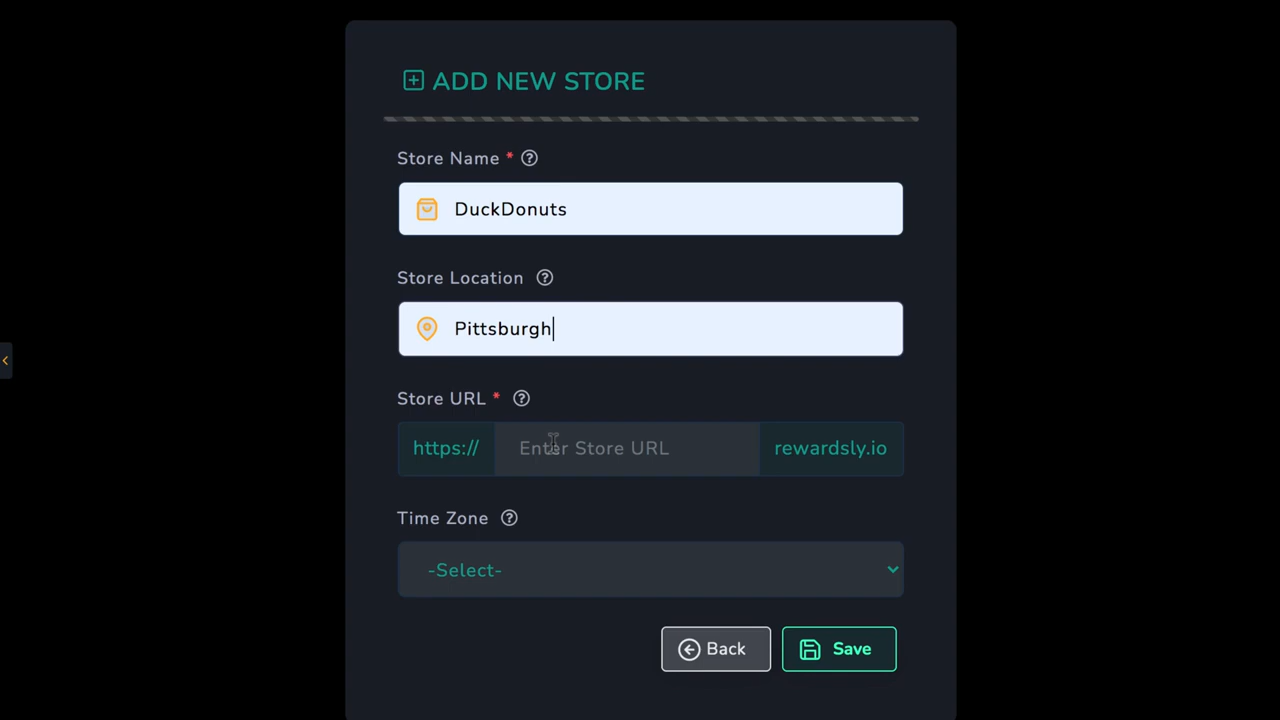 ADD NEW STORE
Store Name *
DuckDonuts
Store Location
Pittsburgh
Store URL *
https:// Enter Store URL rewardsly.io
Time Zone
-Select-
Back Save